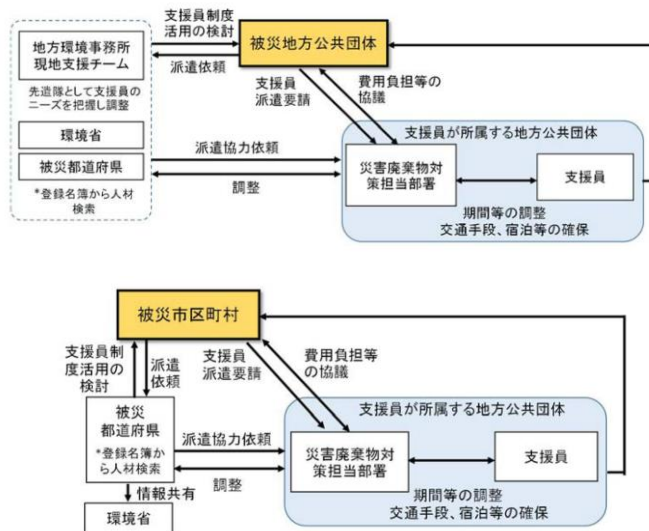 支援員制度
活用の検討
地方環境事務所
現地支援チーム
被災地方公共団体
派遣依頼
先遣隊として支援員の
ニーズを把握し調整
支援員
派遣要請
費用負担等の
協議
環境省
被災都道府県
*登録名簿から人材
検索
派遣協力依頼
調整
支援員が所属する地方公共団体
災害廃棄物対
策担当部署
支援員
期間等の調整
交通手段、宿泊等の確保
被災市区町村
支援員制
度活用の
検討
派遣
依頼
支援員
派遣要請
費用負担等
の協議
被災
都道府県
*登録名簿か
ら人材検索
派遣協力依頼
調整
情報共有
環境省
支援員が所属する地方公共団体
災害廃棄物対
策担当部署
支援員
期間等の調整
交通手段、宿泊等の確保